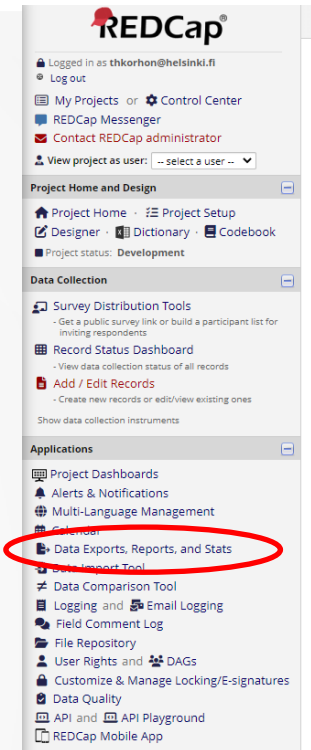 REDCap®
Logged in as thkorhon@helsinki.fi
Log out
My Projects or Control Center
REDCap Messenger
Contact REDCap administrator
View project as user: -- select a user --
Project Home and Design
Project Home · Project Setup
Designer · Dictionary · Codebook
Project status: Development
Data Collection
Survey Distribution Tools
- Get a public survey link or build a participant list for
inviting respondents
Record Status Dashboard
- View data collection status of all records
Add / Edit Records
- Create new records or edit/view existing ones
Show data collection instruments
Applications
Project Dashboards
Alerts & Notifications
Multi-Language Management
Calendar
Data Exports, Reports, and Stats
Data Import Tool
Data Comparison Tool
Logging and Email Logging
Field Comment Log
File Repository
User Rights and DAGs
Customize & Manage Locking/E-signatures
Data Quality
API and API Playground
REDCap Mobile App